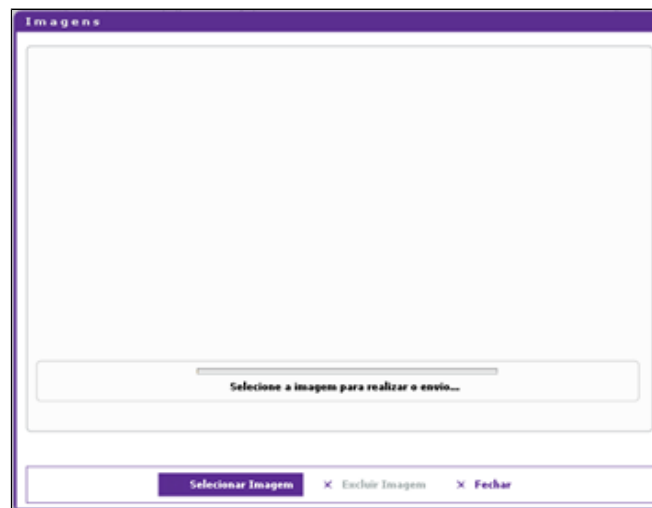 Imagens
Selecione a imagem para realizar o envio...
Selecionar Imagem × Excluir Imagem × Fechar